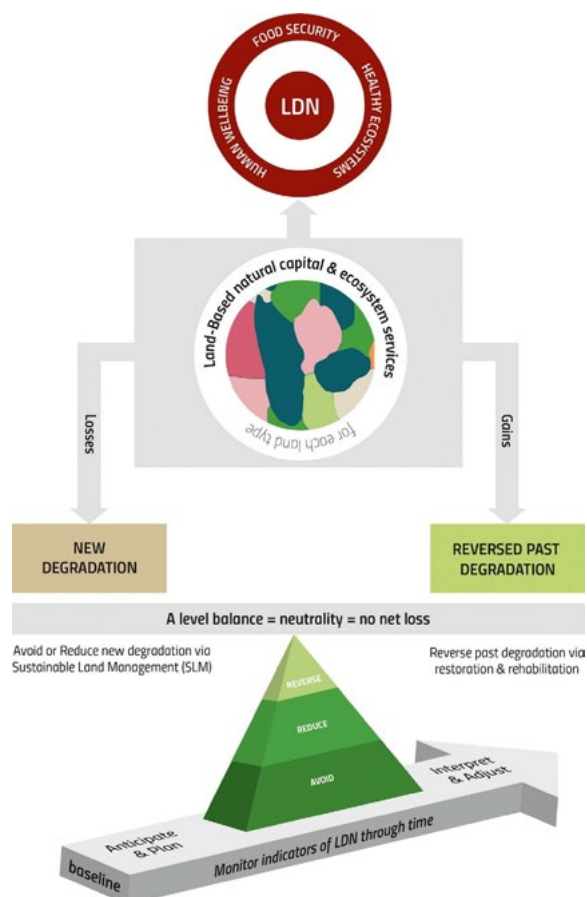 FOOD SECURITY
HUMAN WELLBEING
HEALTHY ECOSYSTEMS
LDN
Land-Based natural capital & ecosystem services
for each land type
Losses
Gains
NEW
DEGRADATION
REVERSED PAST
DEGRADATION
A level balance = neutrality = no net loss
Avoid or Reduce new degradation via
Sustainable Land Management (SLM)
Reverse past degradation via
restoration & rehabilitation
REVERSE
REDUCE
AVOID
Anticipate
& Plan
Interpret
& Adjust
baseline
Monitor indicators of LDN through time